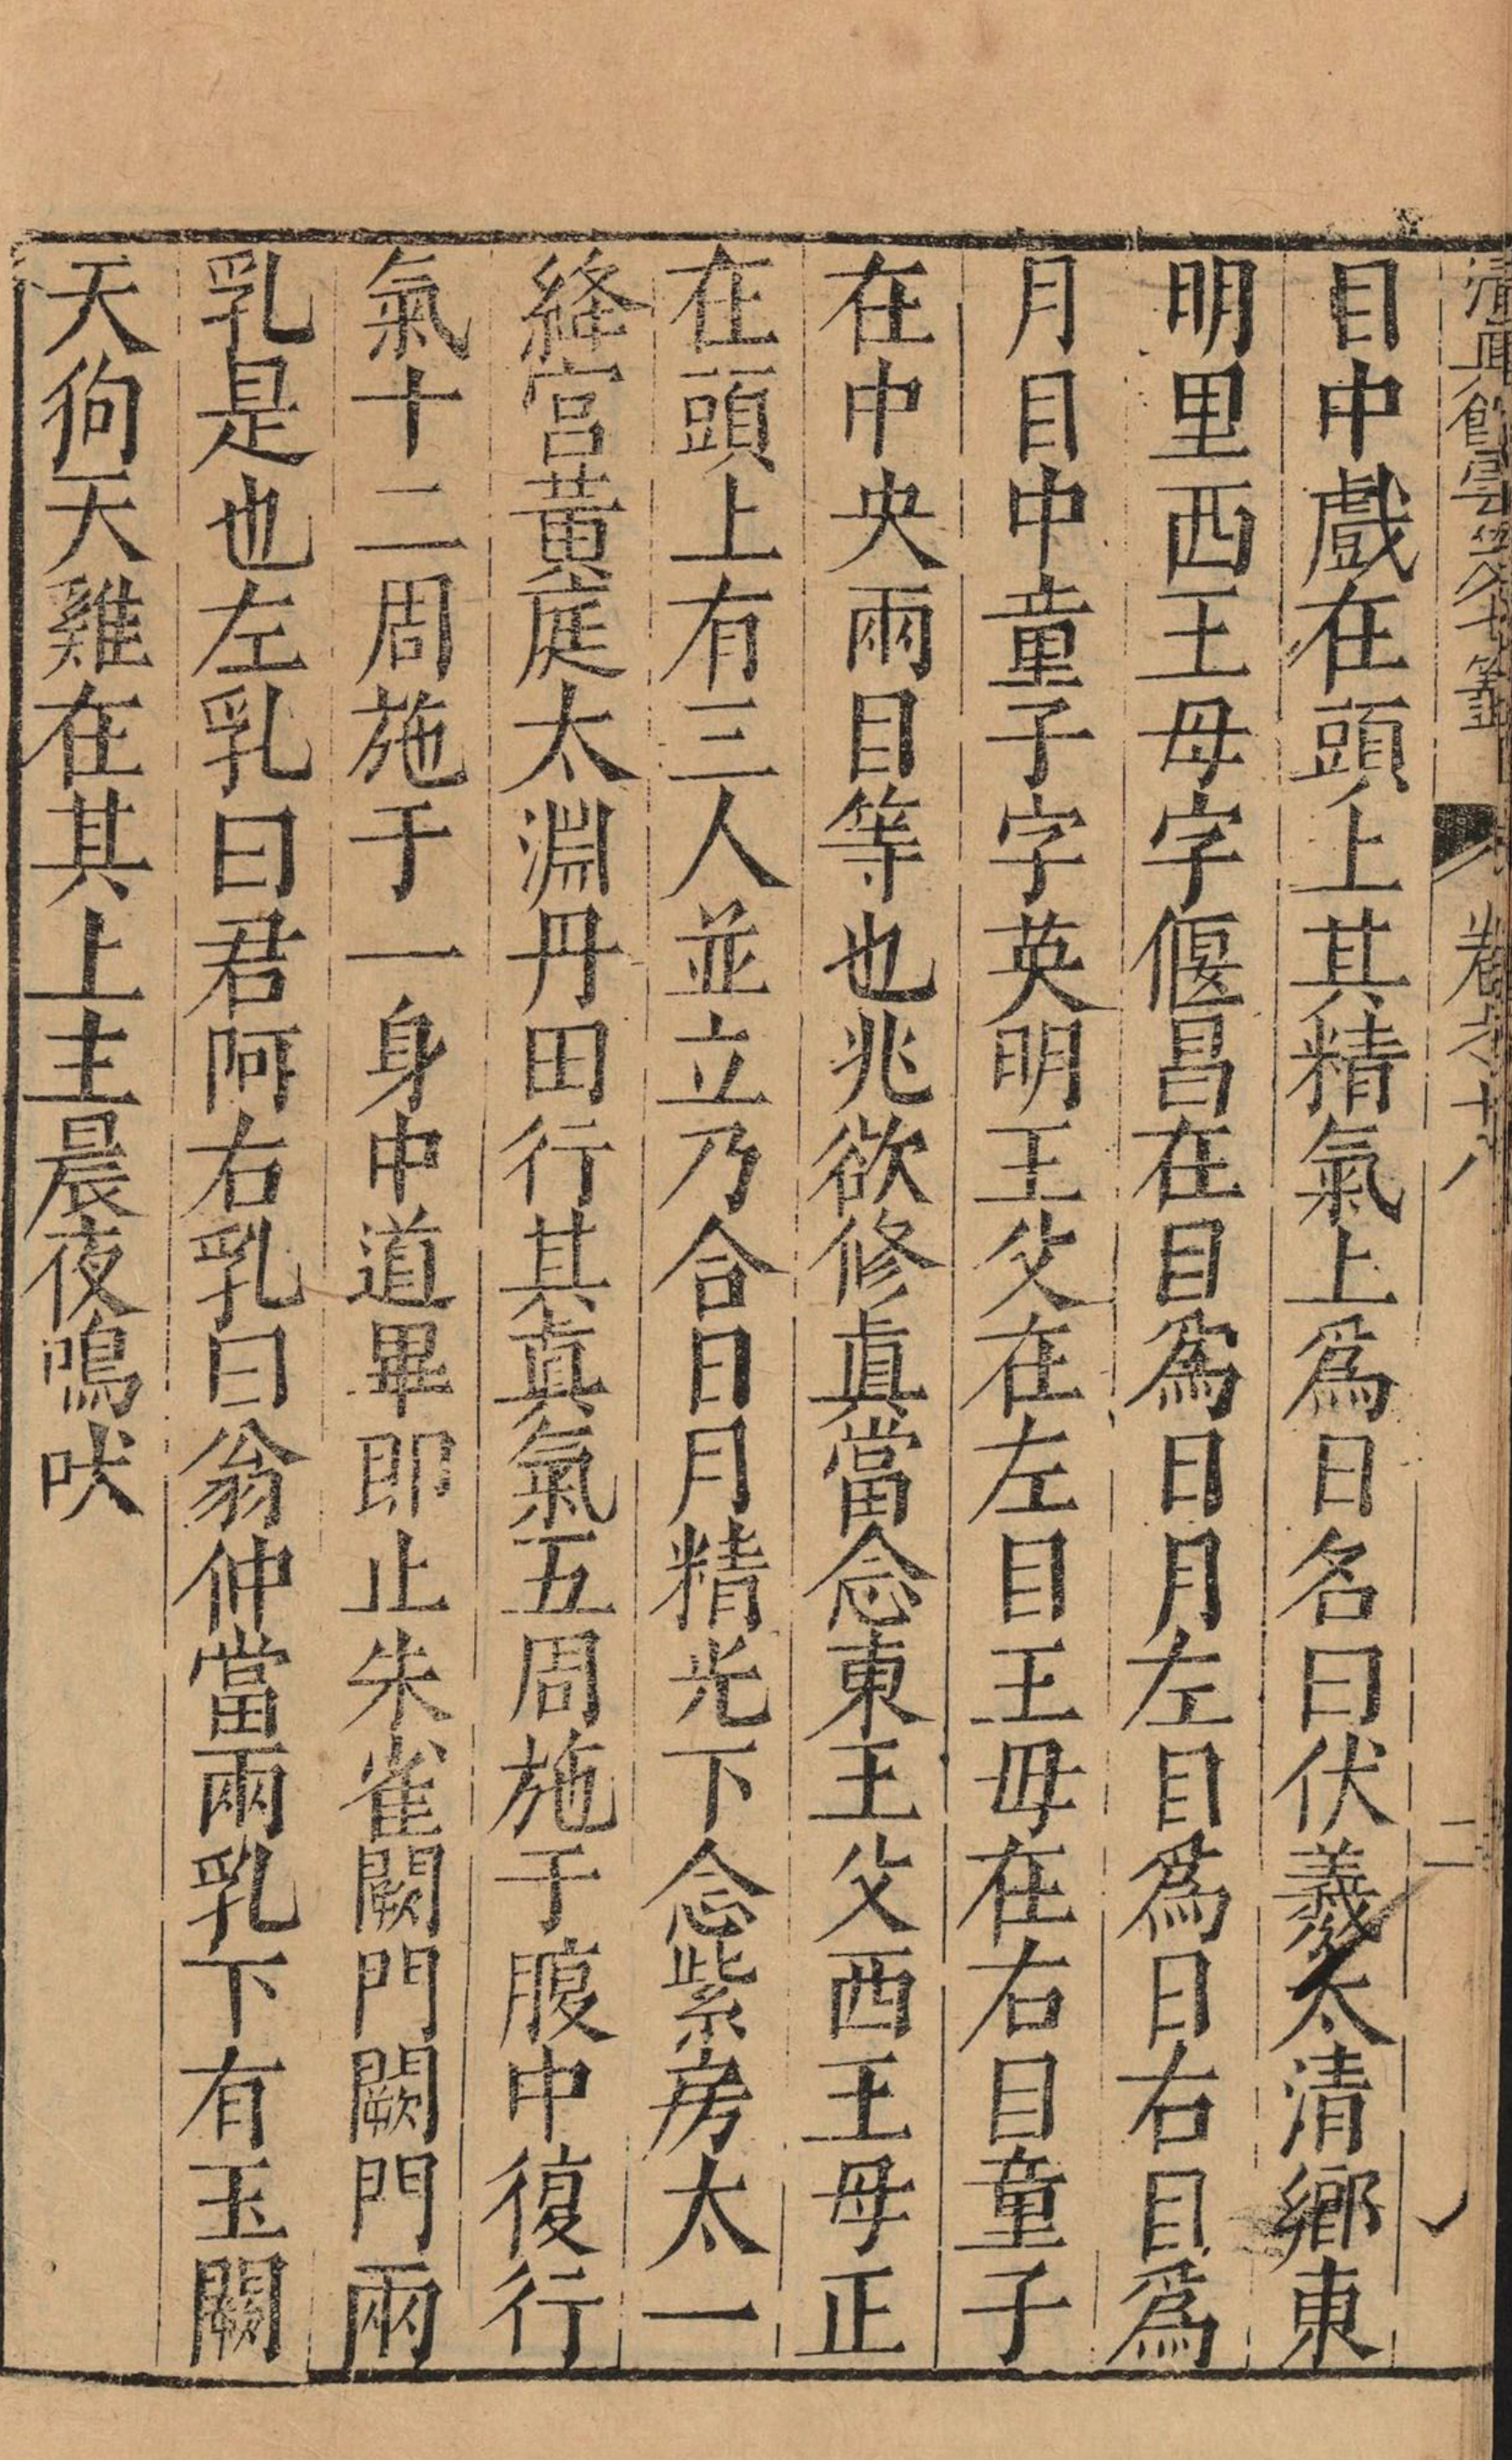 清眞館雲笈七籤 卷之十八 二
目中戲在頭上其精氣上爲日名曰伏羲太清鄉東
明里西王母字偃昌在目爲日月左目爲日右目爲
月目中童子字英明王父在左目王母在右目童子
在中央兩目等也兆欲修眞當念東王父西王母正
在頭上有三人並立乃合日月精光下念紫房太一
絳宮黃庭太淵丹田行其眞氣五周施于腹中復行
氣十二周施于一身中道畢即止朱雀闕門闕門兩
乳是也左乳曰君阿右乳曰翁仲當兩乳下有玉闕
天狗天雞在其上主晨夜鳴吠